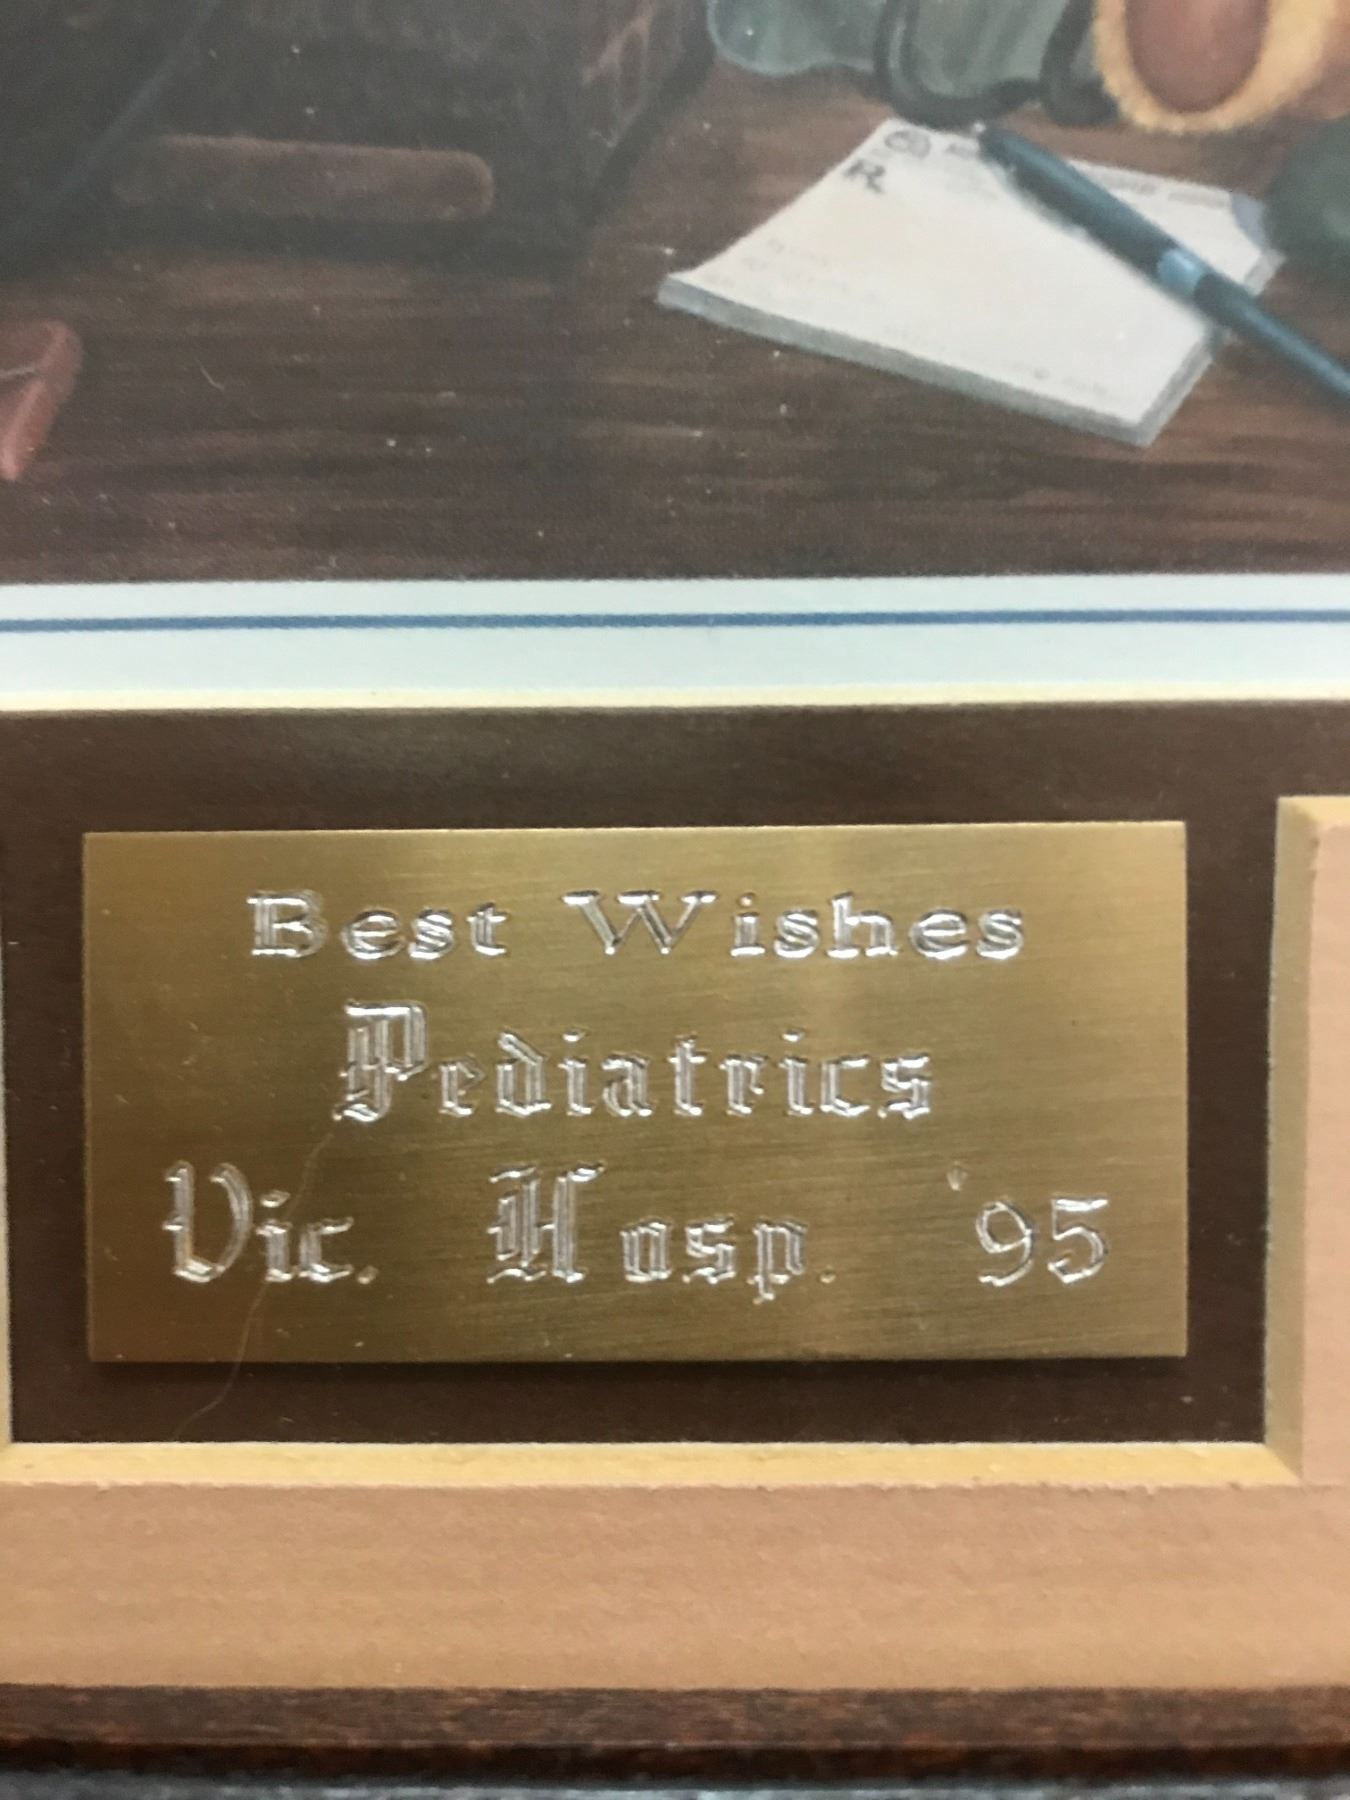 R
Best Wishes
Pediatrics
Vic. Hosp. '95